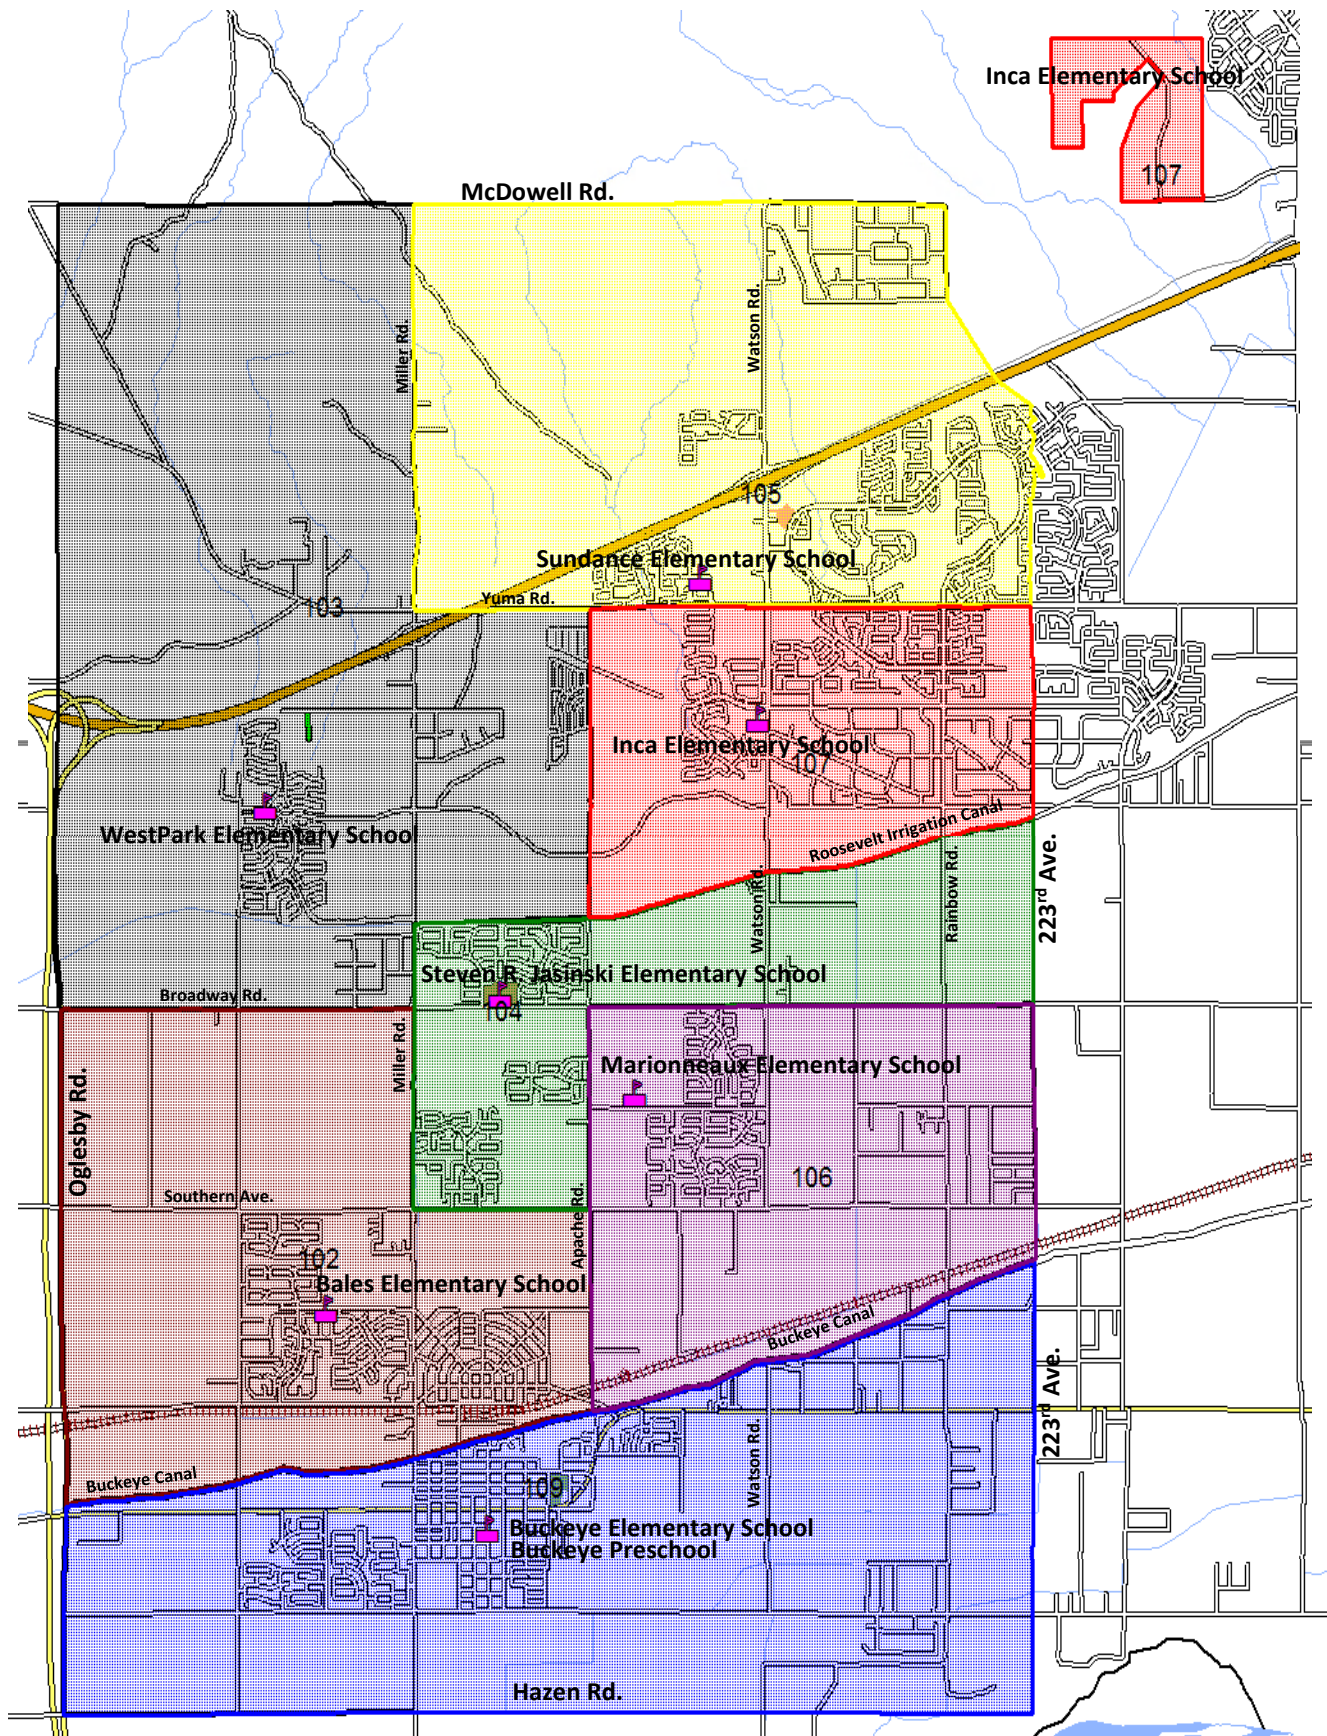 Inca Elementary School
107
McDowell Rd.
Watson Rd.
Miller Rd.
105
Sundance Elementary School
Yuma Rd.
103
Inca Elementary School
107
WestPark Elementary School
Roosevelt Irrigation Canal
223rd Ave.
Rainbow Rd.
Watson Rd.
Steven R. Jasinski Elementary School
Broadway Rd.
104
Miller Rd.
Marionneaux Elementary School
Oglesby Rd.
106
Southern Ave.
Apache Rd.
102
Bales Elementary School
Buckeye Canal
223rd Ave.
Watson Rd.
Buckeye Canal
109
Buckeye Elementary School
Buckeye Preschool
Hazen Rd.